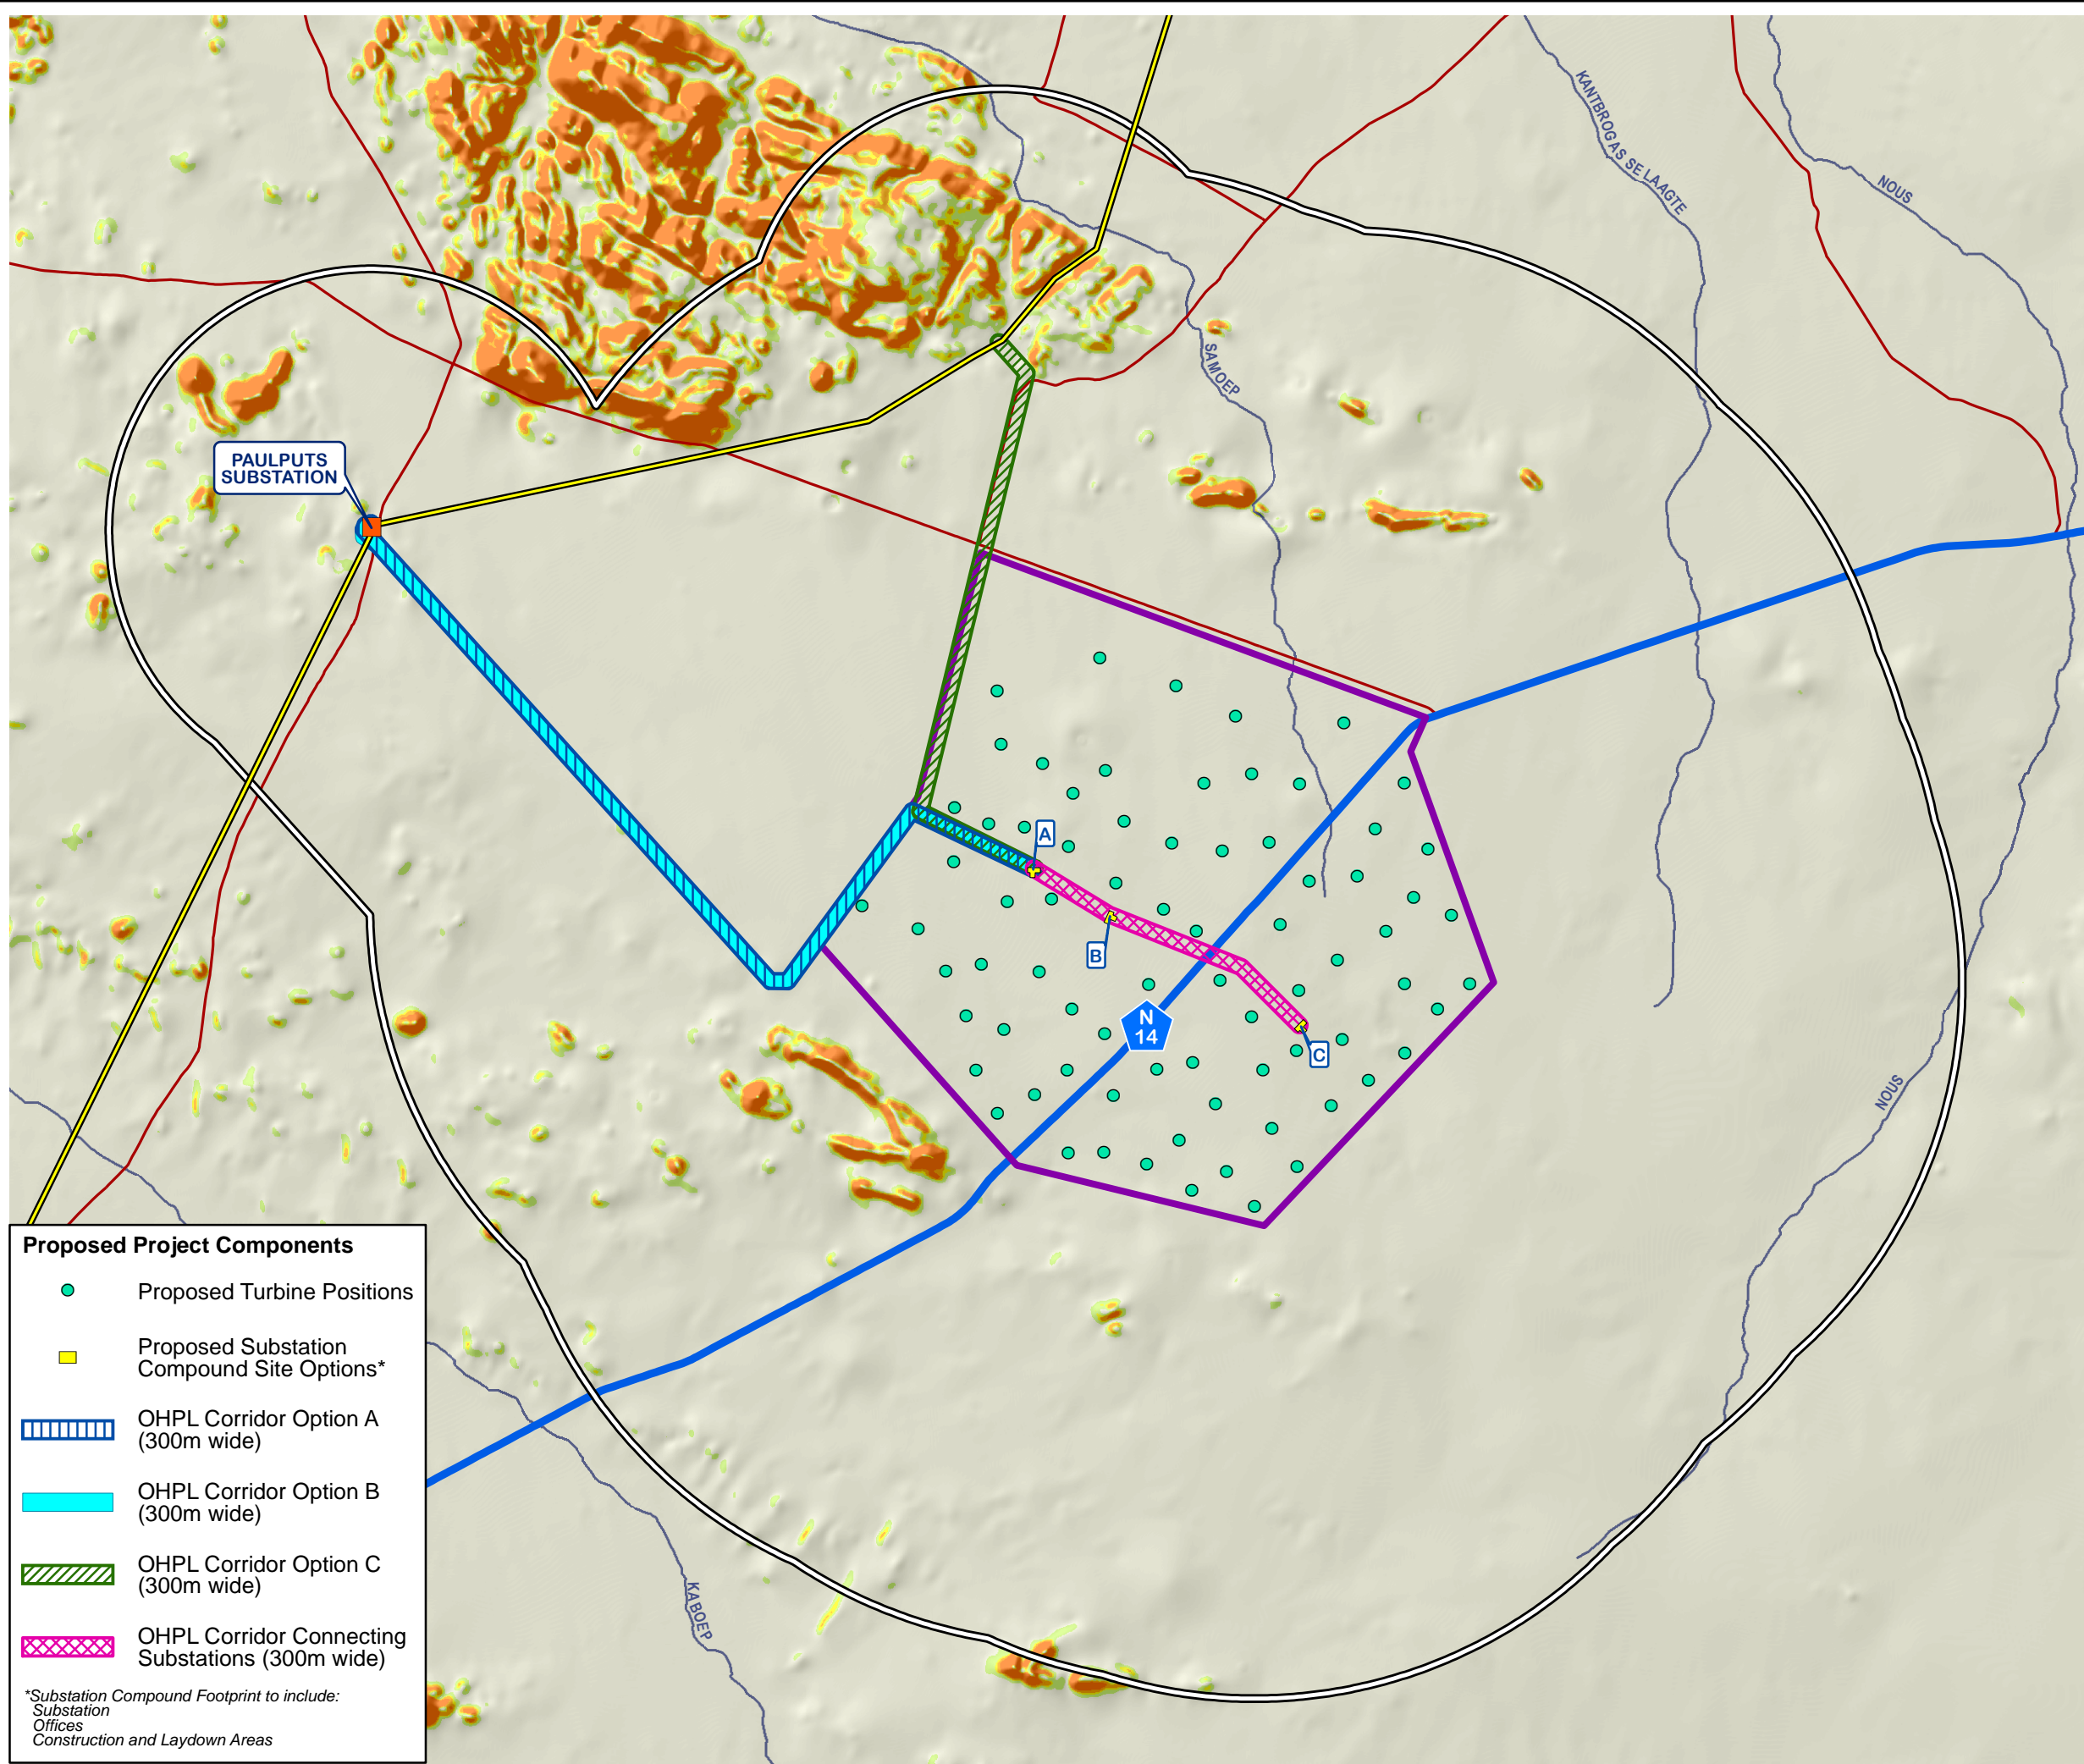 KANTBROGAS SE LAAGTE
NOUS
SAMOEP
PAULPUTS
SUBSTATION
A
B
N
14
C
NOUS
KABOEP
Proposed Project Components
Proposed Turbine Positions
Proposed Substation
Compound Site Options*
OHPL Corridor Option A
(300m wide)
OHPL Corridor Option B
(300m wide)
OHPL Corridor Option C
(300m wide)
OHPL Corridor Connecting
Substations (300m wide)
*Substation Compound Footprint to include:
Substation
Offices
Construction and Laydown Areas